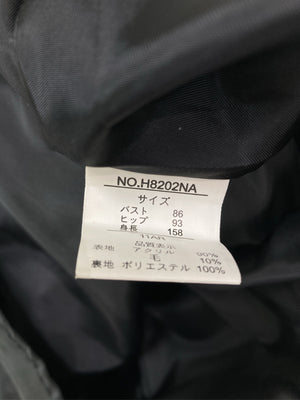 NO.H8202NA
サイズ
バスト 86
ヒップ 93
身長 158
11AR
品質表示
表地 アクリル 90%
毛 10%
裏地 ポリエステル 100%